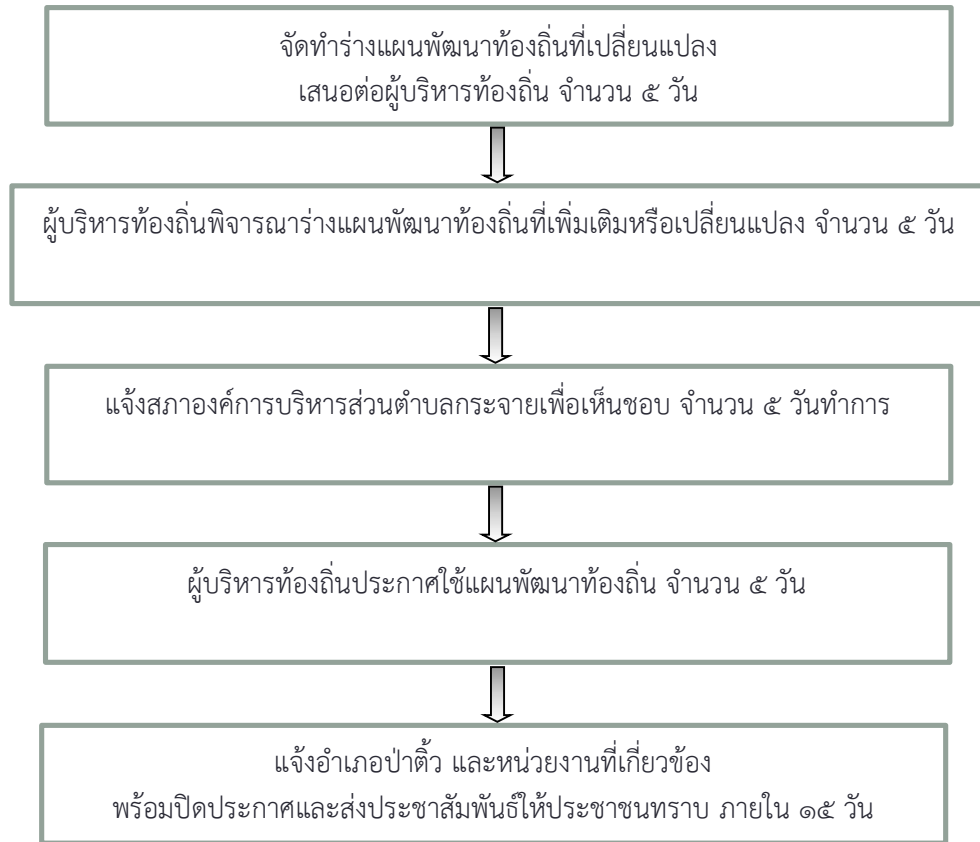 จัดทำร่างแผนพัฒนาท้องถิ่นที่เปลี่ยนแปลง
เสนอต่อผู้บริหารท้องถิ่น จำนวน ๕ วัน
ผู้บริหารท้องถิ่นพิจารณาร่างแผนพัฒนาท้องถิ่นที่เพิ่มเติมหรือเปลี่ยนแปลง จำนวน ๕ วัน
แจ้งสภาองค์การบริหารส่วนตำบลกระจายเพื่อเห็นชอบ จำนวน ๕ วันทำการ
ผู้บริหารท้องถิ่นประกาศใช้แผนพัฒนาท้องถิ่น จำนวน ๕ วัน
แจ้งอำเภอป่าติ้ว และหน่วยงานที่เกี่ยวข้อง
พร้อมปิดประกาศและส่งประชาสัมพันธ์ให้ประชาชนทราบ ภายใน ๑๕ วัน